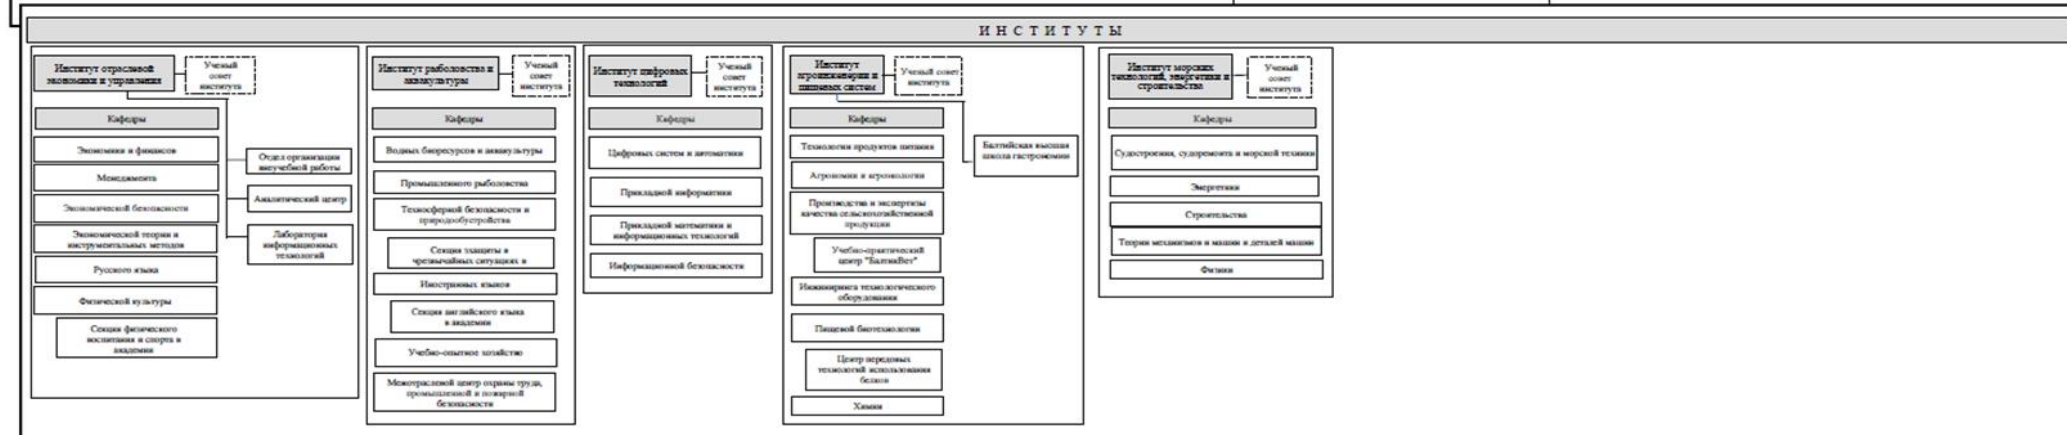 ИНСТИТУТЫ
Институт отраслевой
экономики и управления
Ученый
совет
института
Кафедры
Экономики и финансов
Менеджмента
Экономической безопасности
Экономической теории и
инструментальных методов
Русского языка
Физической культуры
Секция физического
воспитания и спорта в
академии
Отдел организации
внеучебной работы
Аналитический центр
Лаборатория
информационных
технологий
Институт рыболовства и
аквакультуры
Ученый
совет
института
Кафедры
Водных биоресурсов и аквакультуры
Промышленного рыболовства
Техносферной безопасности и
природообустройства
Секция защиты в
чрезвычайных ситуациях в
Иностранных языков
Секция английского языка
в академии
Учебно-опытное хозяйство
Межотраслевой центр охраны труда,
промышленной и пожарной
безопасности
Институт цифровых
технологий
Ученый
совет
института
Кафедры
Цифровых систем и автоматики
Прикладной информатики
Прикладной математики и
информационных технологий
Информационной безопасности
Институт
агроинженерии и
пищевых систем
Ученый совет
института
Кафедры
Технологии продуктов питания
Агрономии и агроэкологии
Производства и экспертизы
качества сельскохозяйственной
продукции
Учебно-практический
центр "БалтикВет"
Инжиниринга технологического
оборудования
Пищевой биотехнологии
Центр передовых
технологий использования
белков
Химии
Балтийская высшая
школа гастрономии
Институт морских
технологий, энергетики и
строительства
Ученый
совет
института
Кафедры
Судостроения, судоремонта и морской техники
Энергетики
Строительства
Теории механизмов и машин и деталей машин
Физики